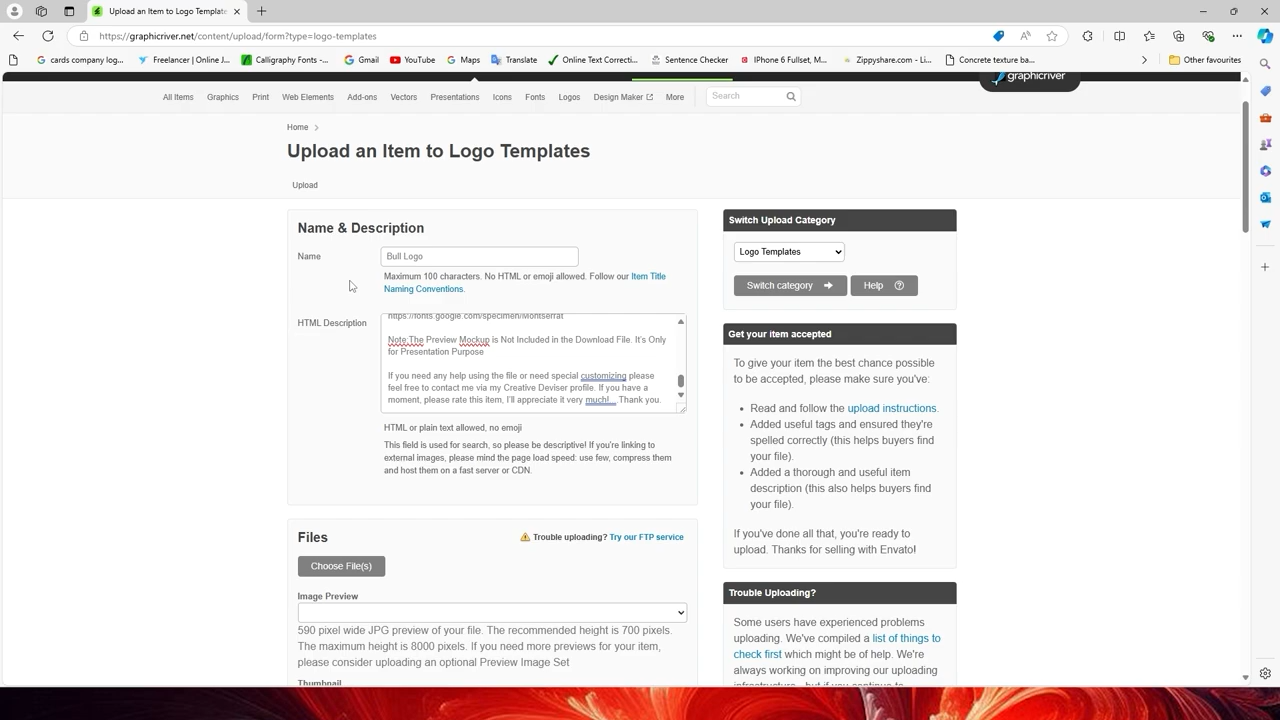 Upload an Item to Logo Template
https://graphicriver.net/content/upload/form?type=logo-templates
cards company log...
Freelancer | Online J...
Calligraphy Fonts -...
Gmail
YouTube
Maps
Translate
Online Text Correcti...
Sentence Checker
IPHONE 6 Fullset, M...
Zippyshare.com - Li...
Concrete texture ba...
Other favourites
graphicriver
All Items
Graphics
Print
Web Elements
Add-ons
Vectors
Presentations
Icons
Fonts
Logos
Design Maker
More
Search
Home
Upload an Item to Logo Templates
Upload
Name & Description
Name
Bull Logo
Maximum 100 characters. No HTML or emoji allowed. Follow our Item Title
Naming Conventions.
HTML Description
https://fonts.google.com/specimen/Montserrat
Note:The Preview Mockup is Not Included in the Download File. It's Only
for Presentation Purpose
If you need any help using the file or need special customizing please
feel free to contact me via my Creative Deviser profile. If you have a
moment, please rate this item, I'll appreciate it very much!...Thank you.
HTML or plain text allowed, no emoji
This field is used for search, so please be descriptive! If you're linking to
external images, please mind the page load speed: use few, compress them
and host them on a fast server or CDN.
Files
Trouble uploading? Try our FTP service
Choose File(s)
Image Preview
590 pixel wide JPG preview of your file. The recommended height is 700 pixels.
The maximum height is 8000 pixels. If you need more previews for your item,
please consider uploading an optional Preview Image Set
Thumbnail
Switch Upload Category
Logo Templates
Switch category
Help
Get your item accepted
To give your item the best chance possible
to be accepted, please make sure you've:
• Read and follow the upload instructions.
• Added useful tags and ensured they're
spelled correctly (this helps buyers find
your file).
• Added a thorough and useful item
description (this also helps buyers find
your file).
If you've done all that, you're ready to
upload. Thanks for selling with Envato!
Trouble Uploading?
Some users have experienced problems
uploading. We've compiled a list of things to
check first which might be of help. We're
always working on improving our uploading